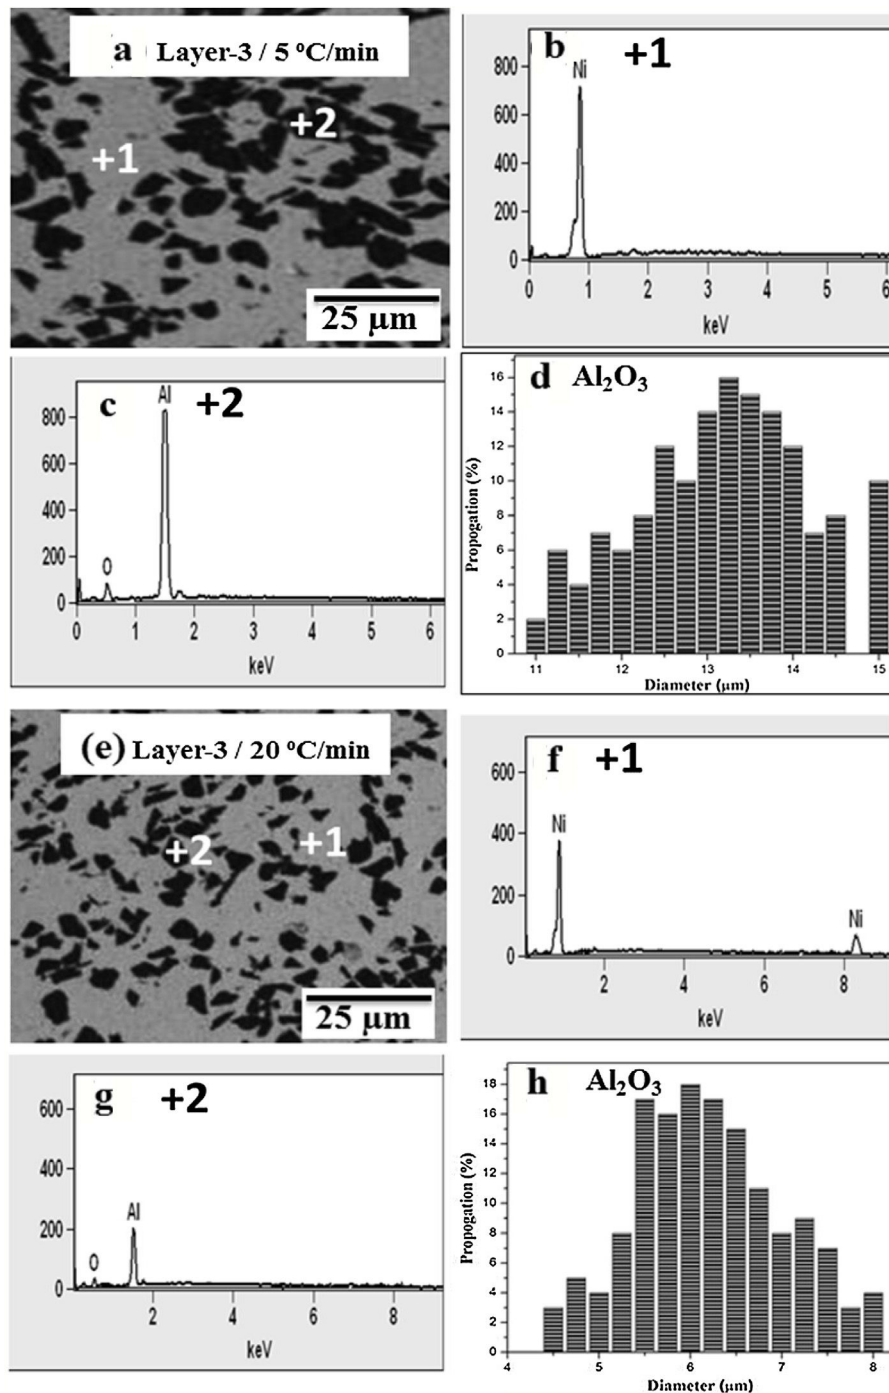 a Layer-3 / 5 ºC/min
+1
+2
25 µm
b +1
Ni
800
600
400
200
0
0 1 2 3 4 5 6
keV
c +2
Al
O
800
600
400
200
0
0 1 2 3 4 5 6
keV
d Al₂O₃
16
14
12
10
8
6
4
2
0
Propogation (%)
11 12 13 14 15
Diameter (µm)
(e) Layer-3 / 20 ºC/min
+2 +1
25 µm
f +1
Ni
Ni
600
400
200
0
2 4 6 8
keV
g +2
Al
O
600
400
200
0
2 4 6 8
keV
h Al₂O₃
18
16
14
12
10
8
6
4
2
0
Propogation (%)
4 5 6 7 8
Diameter (µm)